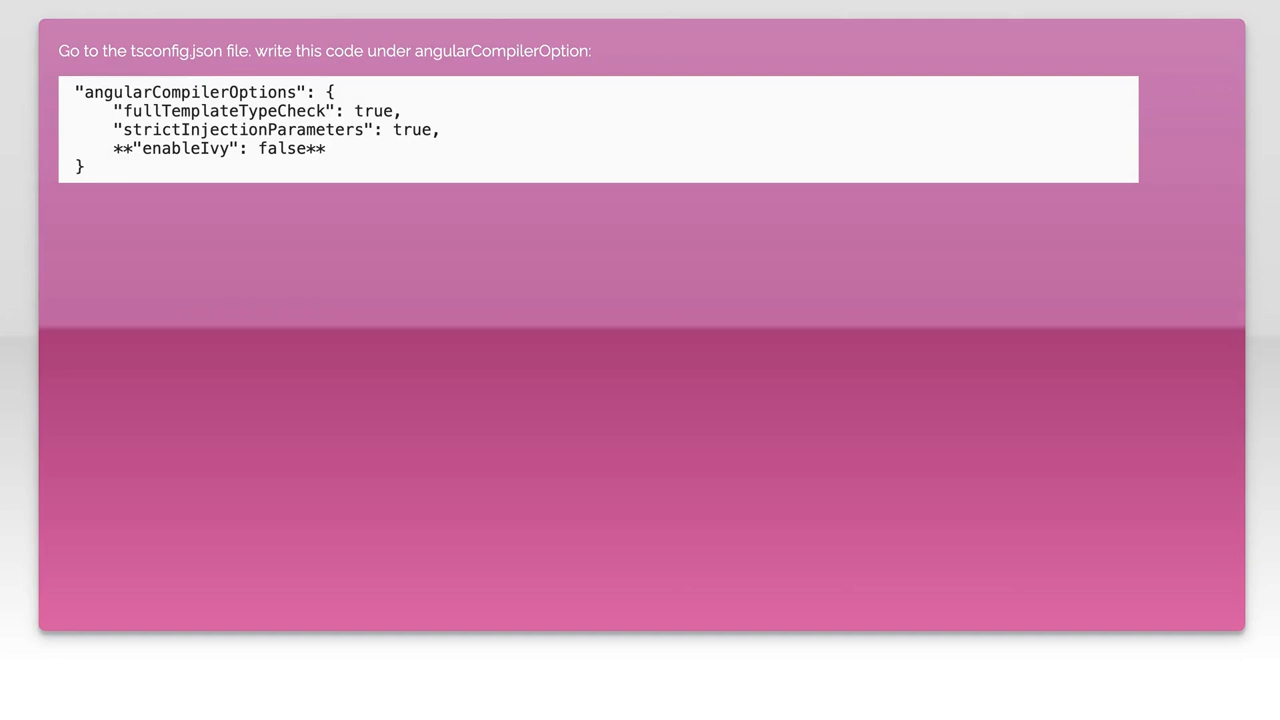 Go to the tsconfig.json file. write this code under angularCompilerOption:
"angularCompilerOptions": {
    "fullTemplateTypeCheck": true,
    "strictInjectionParameters": true,
    **"enableIvy": false**
}